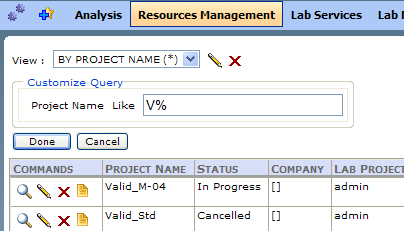 Analysis Resources Management Lab Services Lab
View : BY PROJECT NAME (*)
Customize Query
Project Name Like V%
Done Cancel
COMMANDS PROJECT NAME STATUS COMPANY LAB PROJECT
Valid_M-04 In Progress [] admin
Valid_Std Cancelled [] admin